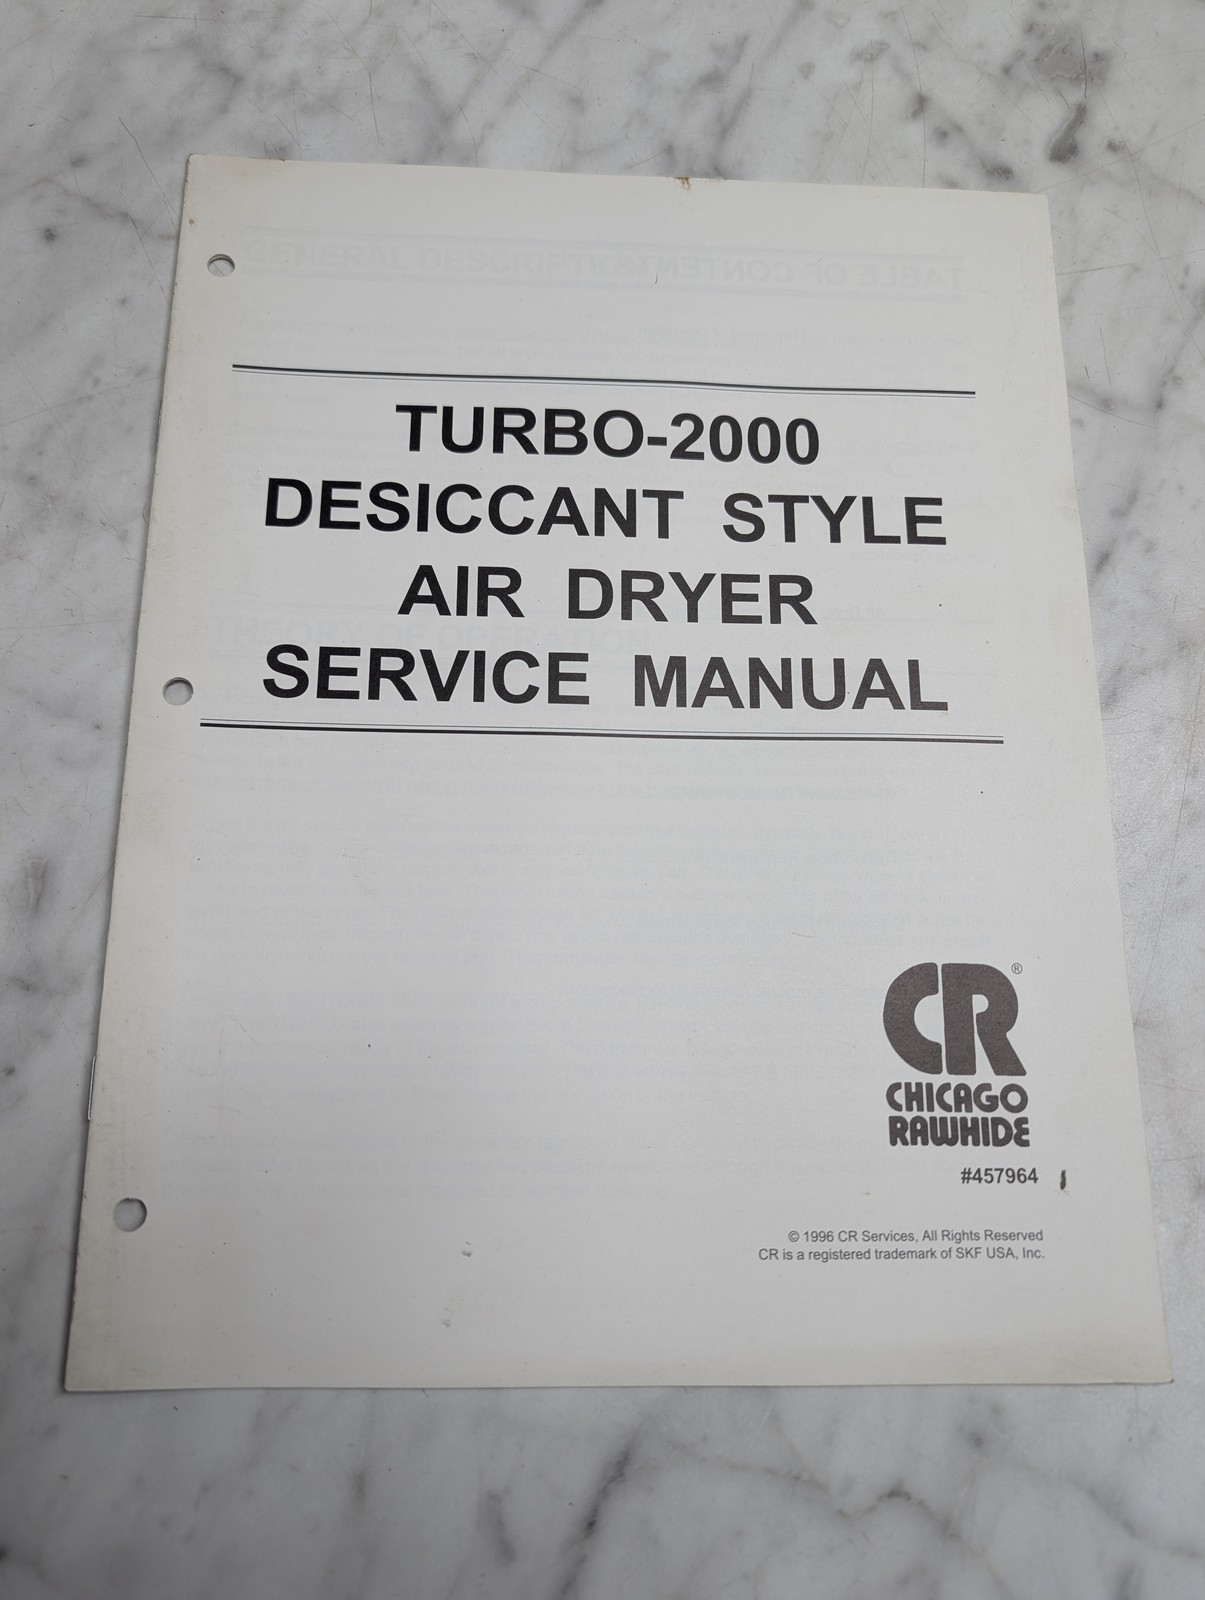 TURBO-2000
DESICCANT STYLE
AIR DRYER
SERVICE MANUAL
CR®
CHICAGO
RAWHIDE
#457964
© 1996 CR Services, All Rights Reserved
CR is a registered trademark of SKF USA, Inc.